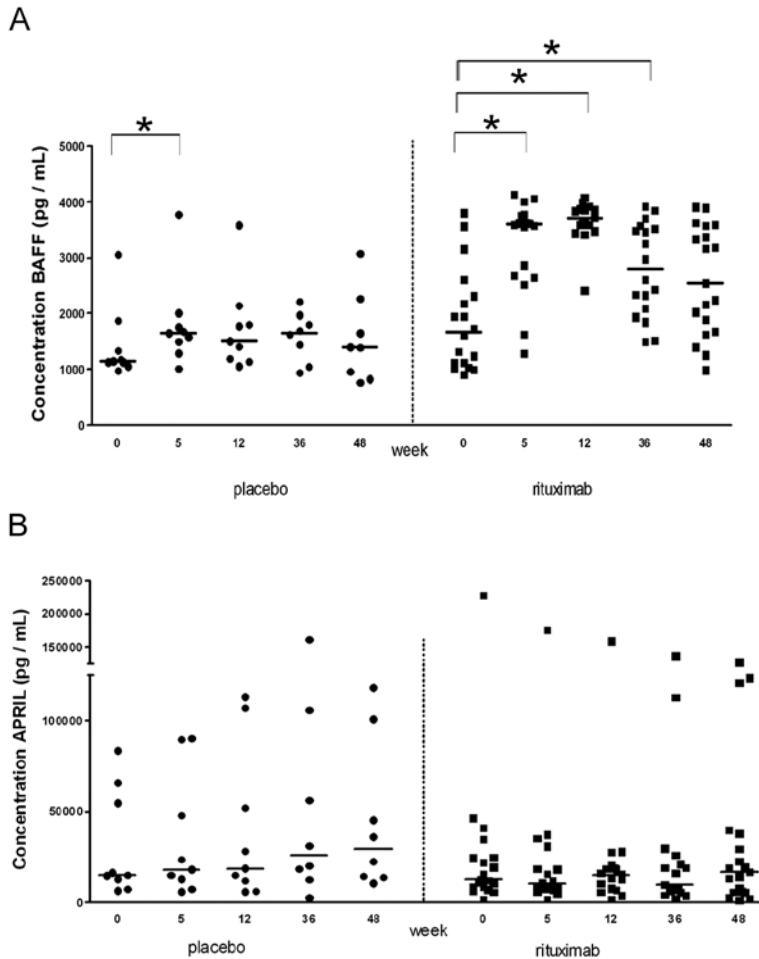 A
*
*
*
*
Concentration BAFF (pg / mL)
5000
4000
3000
2000
1000
0
0 5 12 36 48 week 0 5 12 36 48
placebo rituximab
B
Concentration APRIL (pg / mL)
250000
200000
150000
100000
50000
0
0 5 12 36 48 week 0 5 12 36 48
placebo rituximab